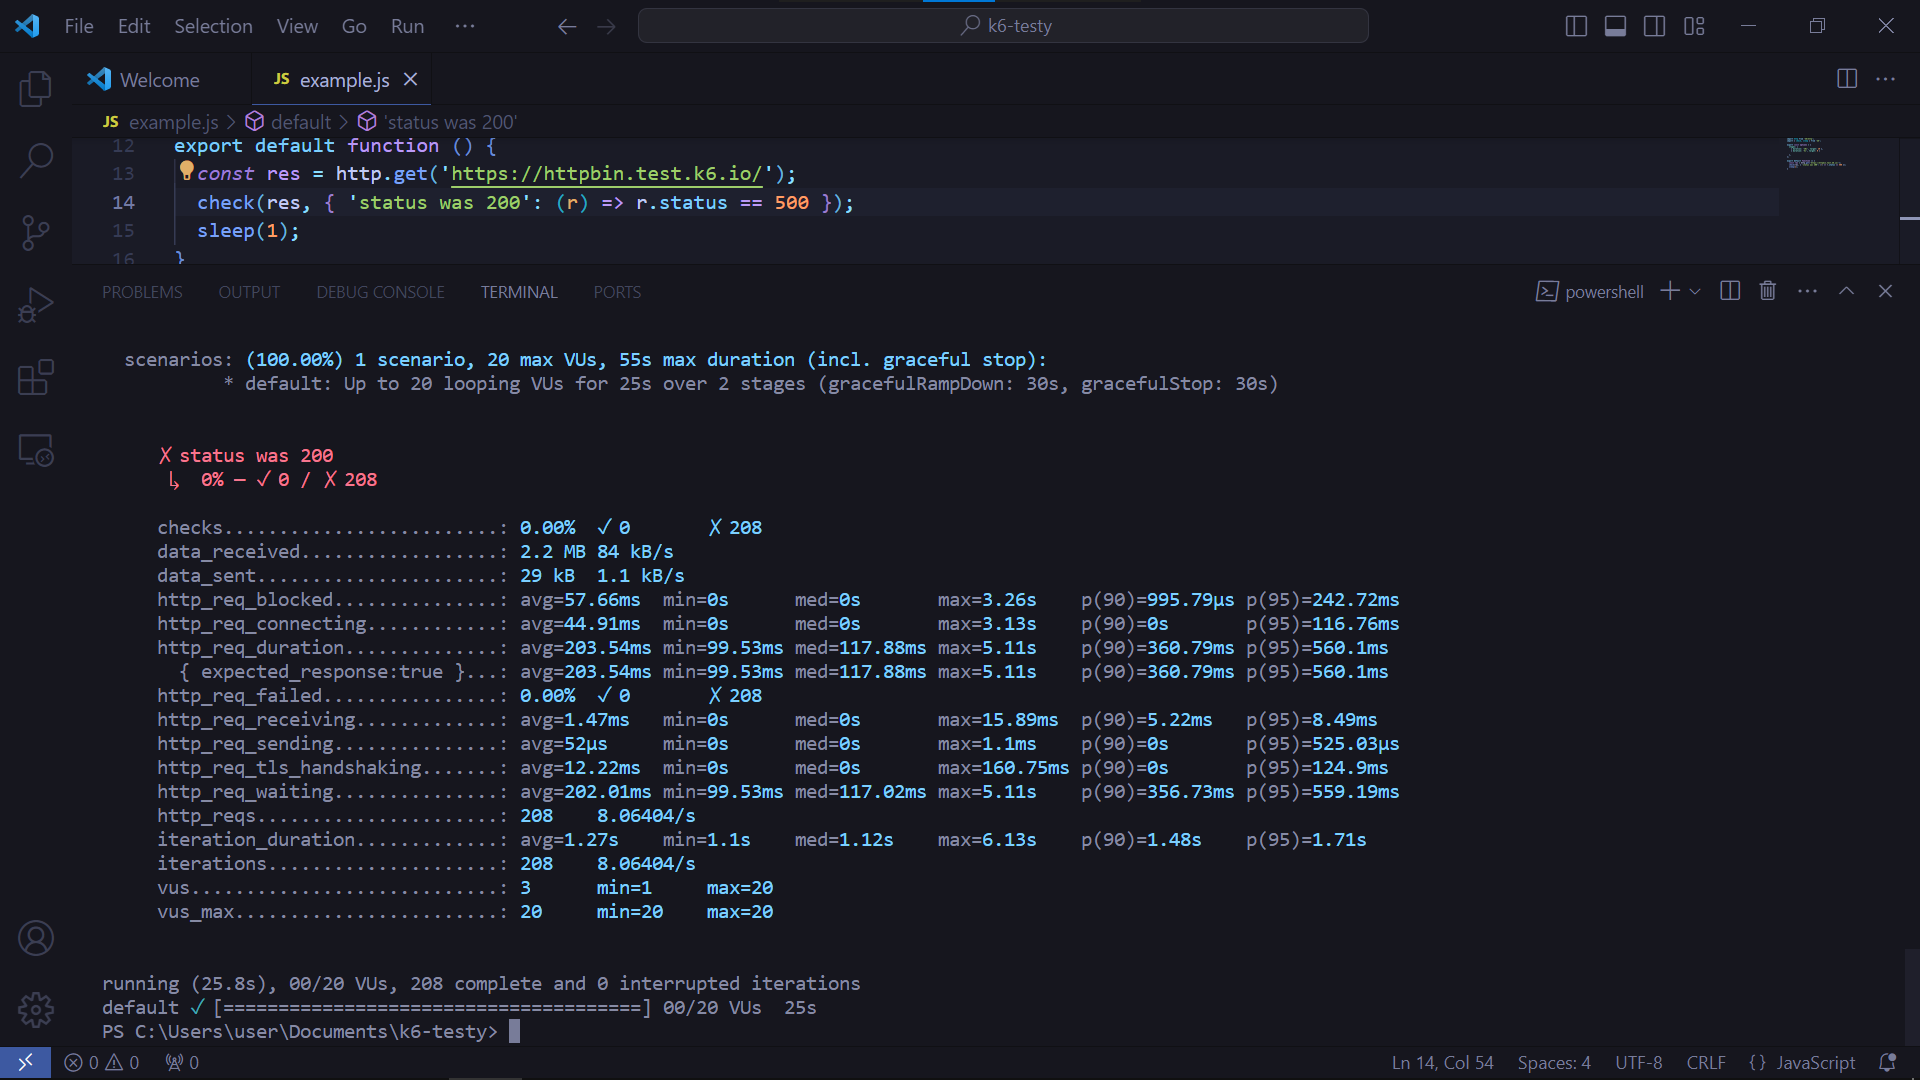 File Edit Selection View Go Run ··· k6-testy
Welcome JS example.js
JS example.js > default > 'status was 200'
12 export default function () {
13 const res = http.get('https://httpbin.test.k6.io/');
14 check(res, { 'status was 200': (r) => r.status == 500 });
15 sleep(1);
16 }
PROBLEMS OUTPUT DEBUG CONSOLE TERMINAL PORTS powershell
scenarios: (100.00%) 1 scenario, 20 max VUs, 55s max duration (incl. graceful stop):
* default: Up to 20 looping VUs for 25s over 2 stages (gracefulRampDown: 30s, gracefulStop: 30s)
✗ status was 200
↳ 0% — ✓ 0 / ✗ 208
checks.........................: 0.00% ✓ 0 ✗ 208
data_received..................: 2.2 MB 84 kB/s
data_sent......................: 29 kB 1.1 kB/s
http_req_blocked...............: avg=57.66ms min=0s med=0s max=3.26s p(90)=995.79µs p(95)=242.72ms
http_req_connecting............: avg=44.91ms min=0s med=0s max=3.13s p(90)=0s p(95)=116.76ms
http_req_duration..............: avg=203.54ms min=99.53ms med=117.88ms max=5.11s p(90)=360.79ms p(95)=560.1ms
{ expected_response:true }...: avg=203.54ms min=99.53ms med=117.88ms max=5.11s p(90)=360.79ms p(95)=560.1ms
http_req_failed................: 0.00% ✓ 0 ✗ 208
http_req_receiving.............: avg=1.47ms min=0s med=0s max=15.89ms p(90)=5.22ms p(95)=8.49ms
http_req_sending...............: avg=52µs min=0s med=0s max=1.1ms p(90)=0s p(95)=525.03µs
http_req_tls_handshaking.......: avg=12.22ms min=0s med=0s max=160.75ms p(90)=0s p(95)=124.9ms
http_req_waiting...............: avg=202.01ms min=99.53ms med=117.02ms max=5.11s p(90)=356.73ms p(95)=559.19ms
http_reqs......................: 208 8.06404/s
iteration_duration.............: avg=1.27s min=1.1s med=1.12s max=6.13s p(90)=1.48s p(95)=1.71s
iterations.....................: 208 8.06404/s
vus............................: 3 min=1 max=20
vus_max........................: 20 min=20 max=20
running (25.8s), 00/20 VUs, 208 complete and 0 interrupted iterations
default ✓ [======================================] 00/20 VUs 25s
PS C:\Users\user\Documents\k6-testy>
0 0 0 Ln 14, Col 54 Spaces: 4 UTF-8 CRLF {} JavaScript